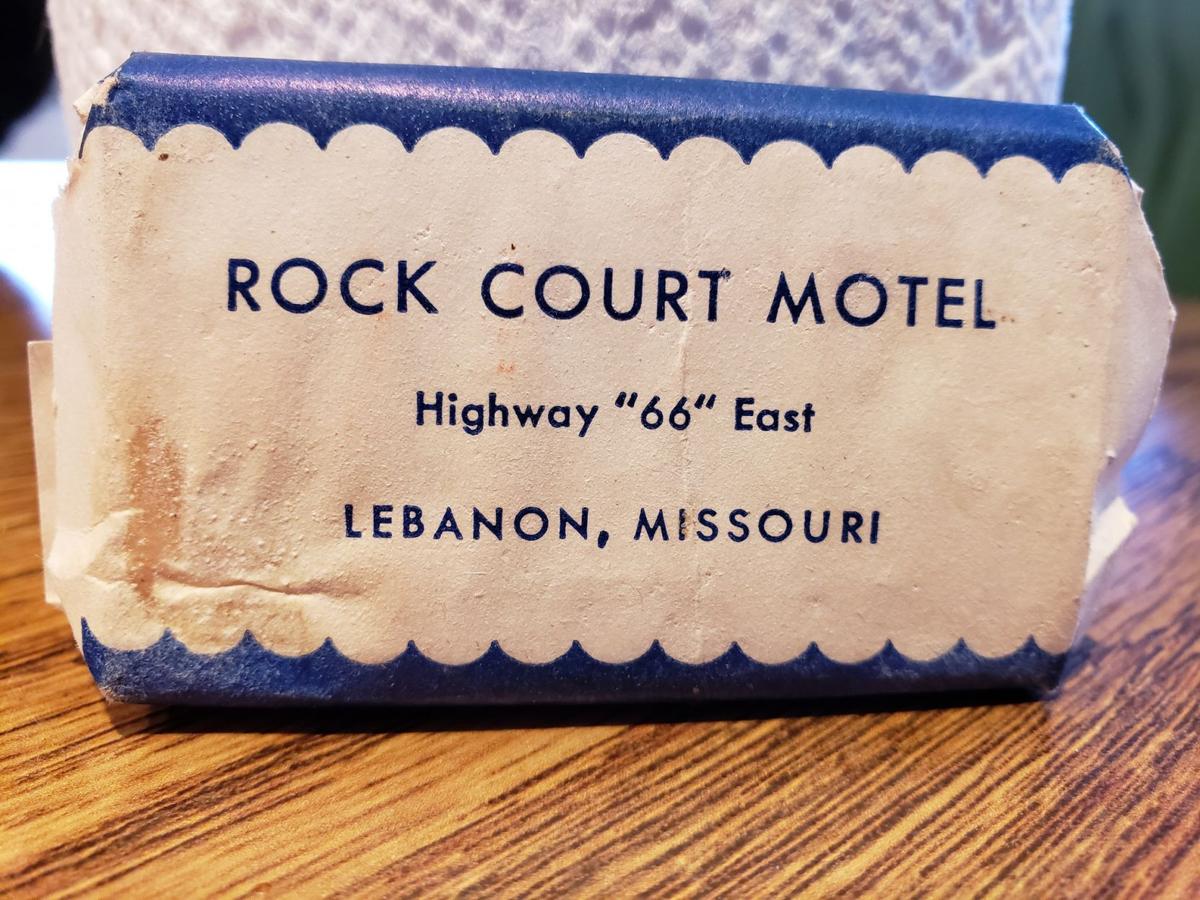 ROCK COURT MOTEL
Highway “66“ East
LEBANON, MISSOURI